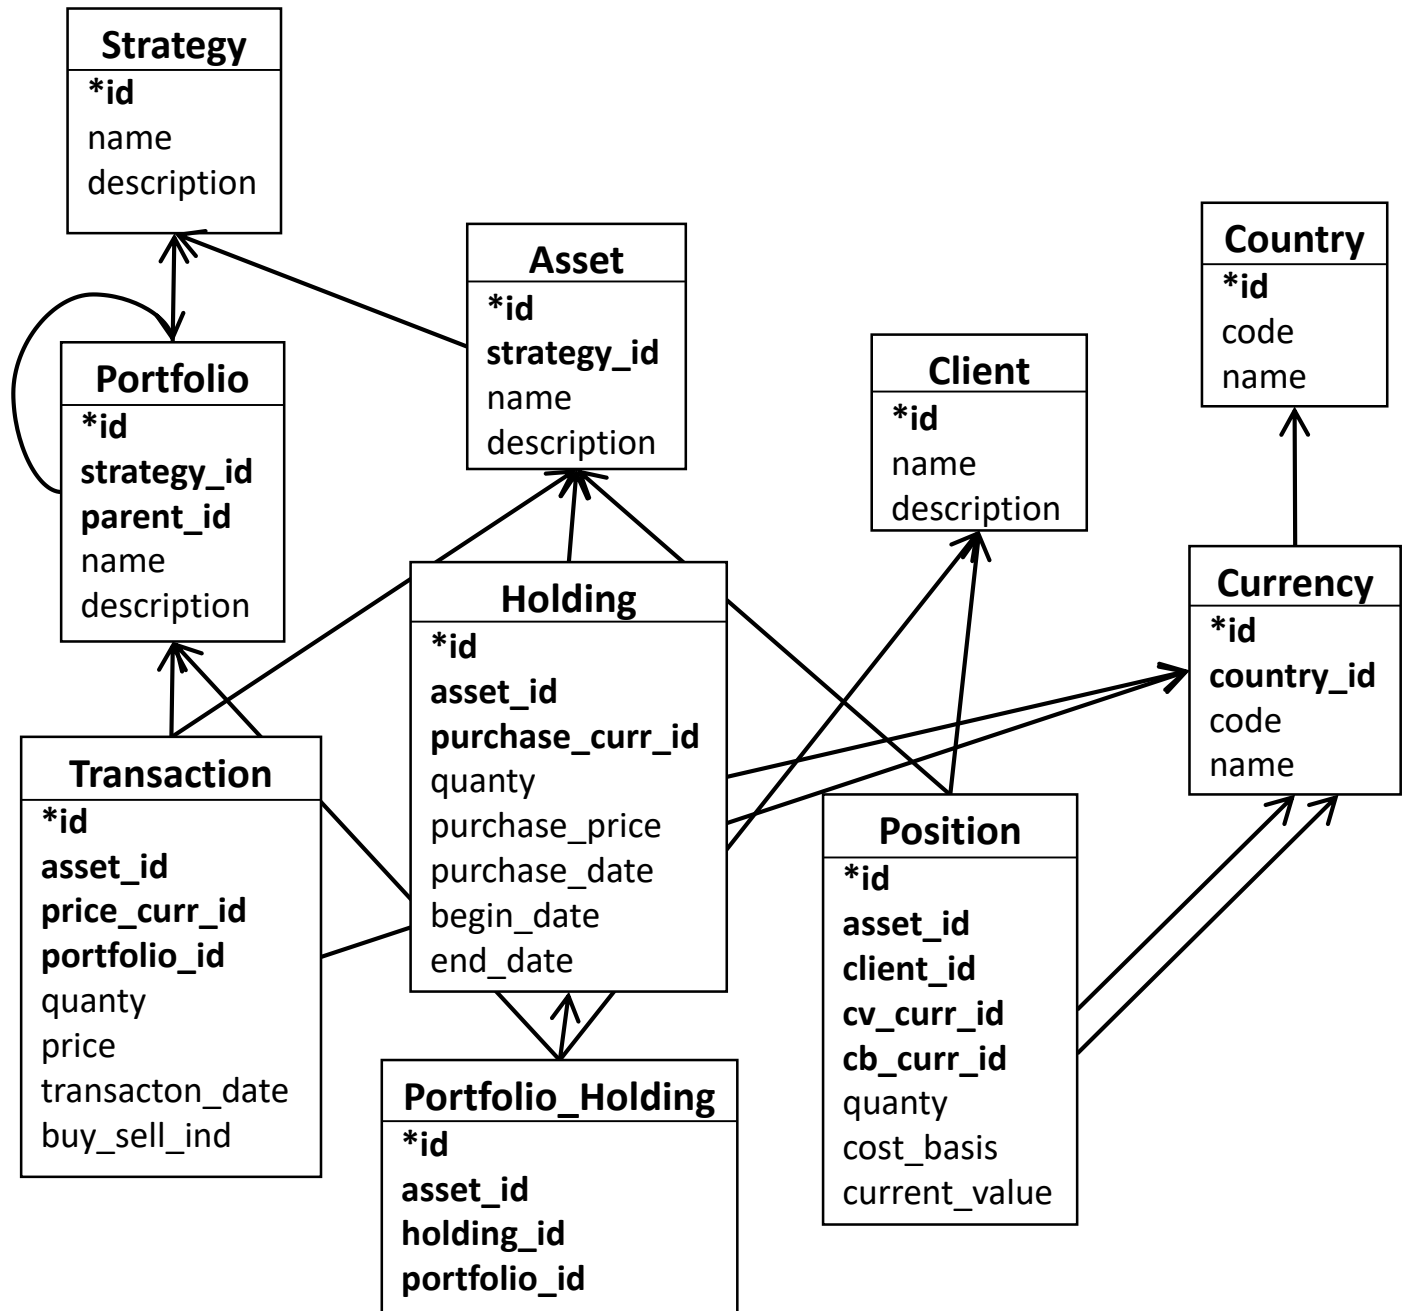 Strategy
*id
name
description
Asset
*id
strategy_id
name
description
Country
*id
code
name
Portfolio
*id
strategy_id
parent_id
name
description
Client
*id
name
description
Holding
*id
asset_id
purchase_curr_id
quanty
purchase_price
purchase_date
begin_date
end_date
Currency
*id
country_id
code
name
Transaction
*id
asset_id
price_curr_id
portfolio_id
quanty
price
transacton_date
buy_sell_ind
Position
*id
asset_id
client_id
cv_curr_id
cb_curr_id
quanty
cost_basis
current_value
Portfolio_Holding
*id
asset_id
holding_id
portfolio_id